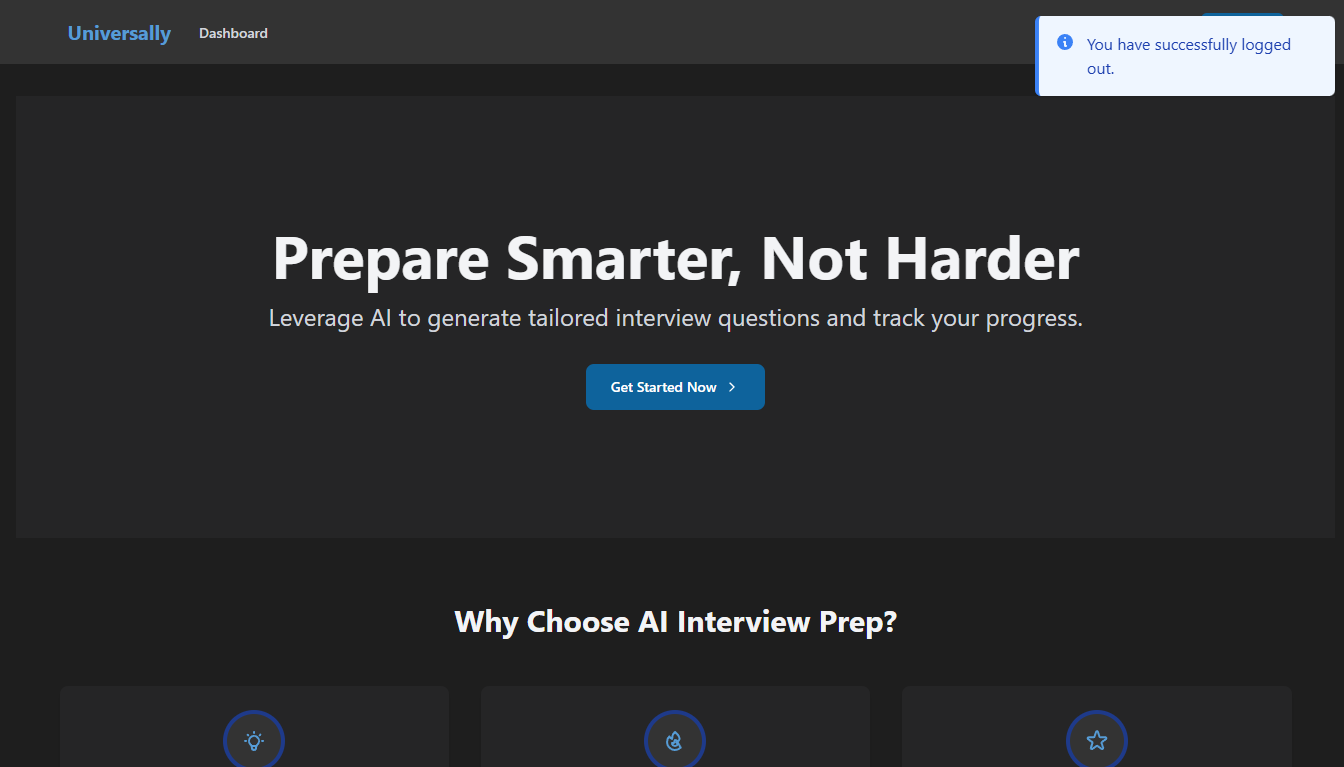 Universally
Dashboard
You have successfully logged
out.
Prepare Smarter, Not Harder
Leverage AI to generate tailored interview questions and track your progress.
Get Started Now
Why Choose AI Interview Prep?